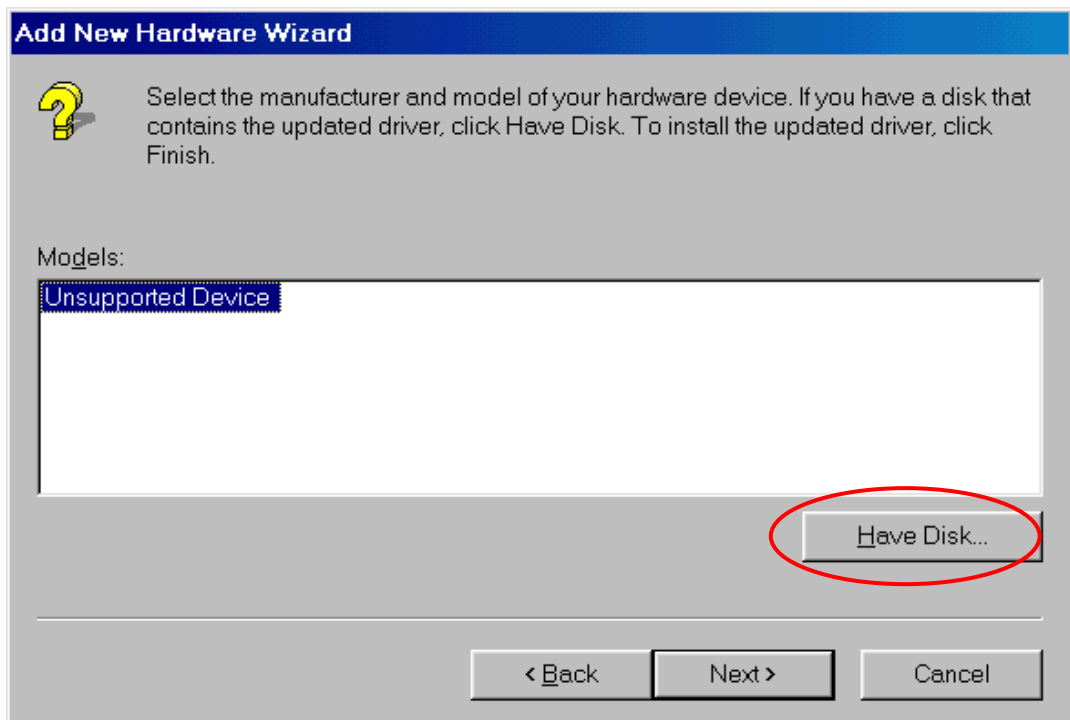 Add New Hardware Wizard
Select the manufacturer and model of your hardware device. If you have a disk that
contains the updated driver, click Have Disk. To install the updated driver, click
Finish.
Models:
Unsupported Device
Have Disk...
< Back
Next >
Cancel